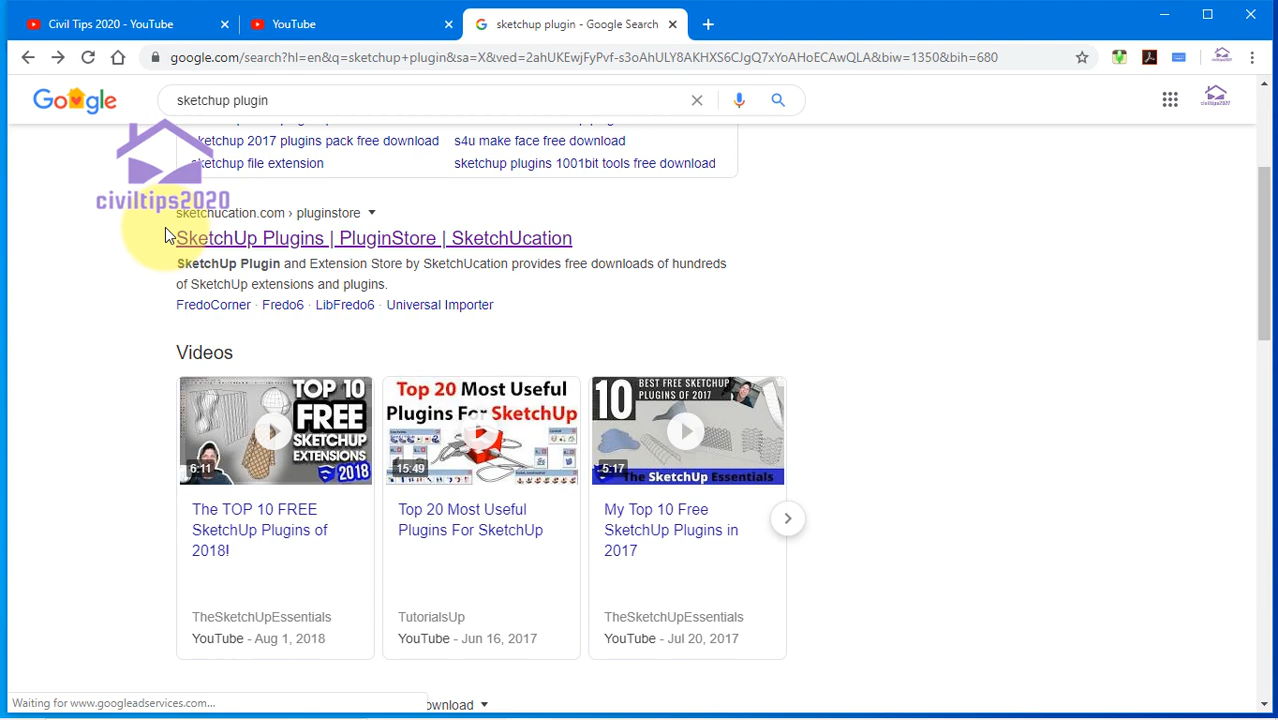 Civil Tips 2020 - YouTube
YouTube
sketchup plugin - Google Search
google.com/search?hl=en&q=sketchup+plugin&sa=X&ved=2ahUKEwjFyPvf-s3oAhULY8AKHXS6CJgQ7xYoAHoECAwQLA&biw=1350&bih=680
Google
sketchup plugin
civiltips2020
sketchup 2017 plugins pack free download
s4u make face free download
sketchup file extension
sketchup plugins 1001bit tools free download
civiltips2020
sketchucation.com › pluginstore
SketchUp Plugins | PluginStore | SketchUcation
SketchUp Plugin and Extension Store by SketchUcation provides free downloads of hundreds
of SketchUp extensions and plugins.
FredoCorner · Fredo6 · LibFredo6 · Universal Importer
Videos
TOP 10
FREE
SKETCHUP
EXTENSIONS
2018
6:11
Top 20 Most Useful
Plugins For SketchUp
15:49
10
BEST FREE SKETCHUP
PLUGINS OF 2017
5:17
The SketchUp Essentials
The TOP 10 FREE
SketchUp Plugins of
2018!
Top 20 Most Useful
Plugins For SketchUp
My Top 10 Free
SketchUp Plugins in
2017
TheSketchUpEssentials
TutorialsUp
TheSketchUpEssentials
YouTube - Aug 1, 2018
YouTube - Jun 16, 2017
YouTube - Jul 20, 2017
Waiting for www.googleadservices.com...
ownload